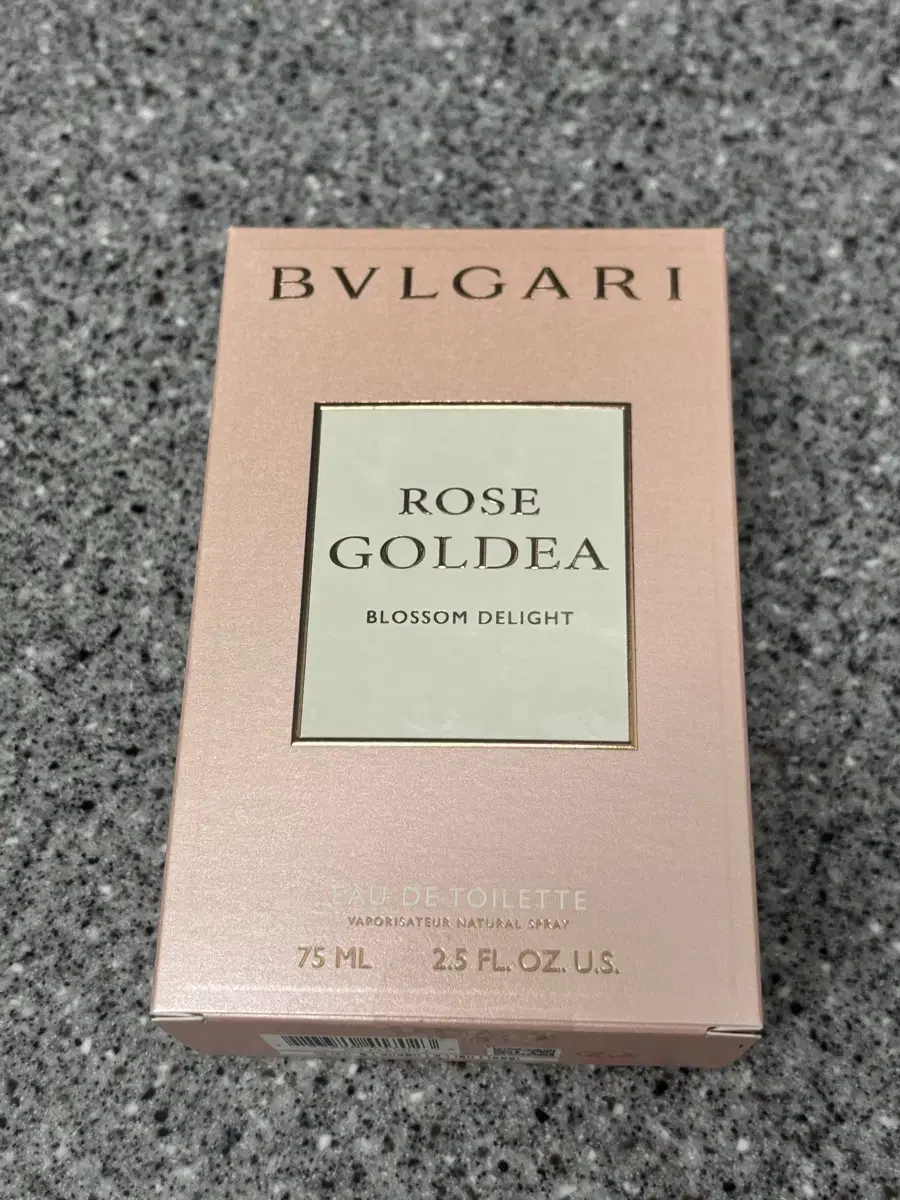 BVLGARI
ROSE
GOLDEA
BLOSSOM DELIGHT
EAU DE TOILETTE
VAPORISATEUR NATURAL SPRAY
75 ML 2.5 FL. OZ. U.S.